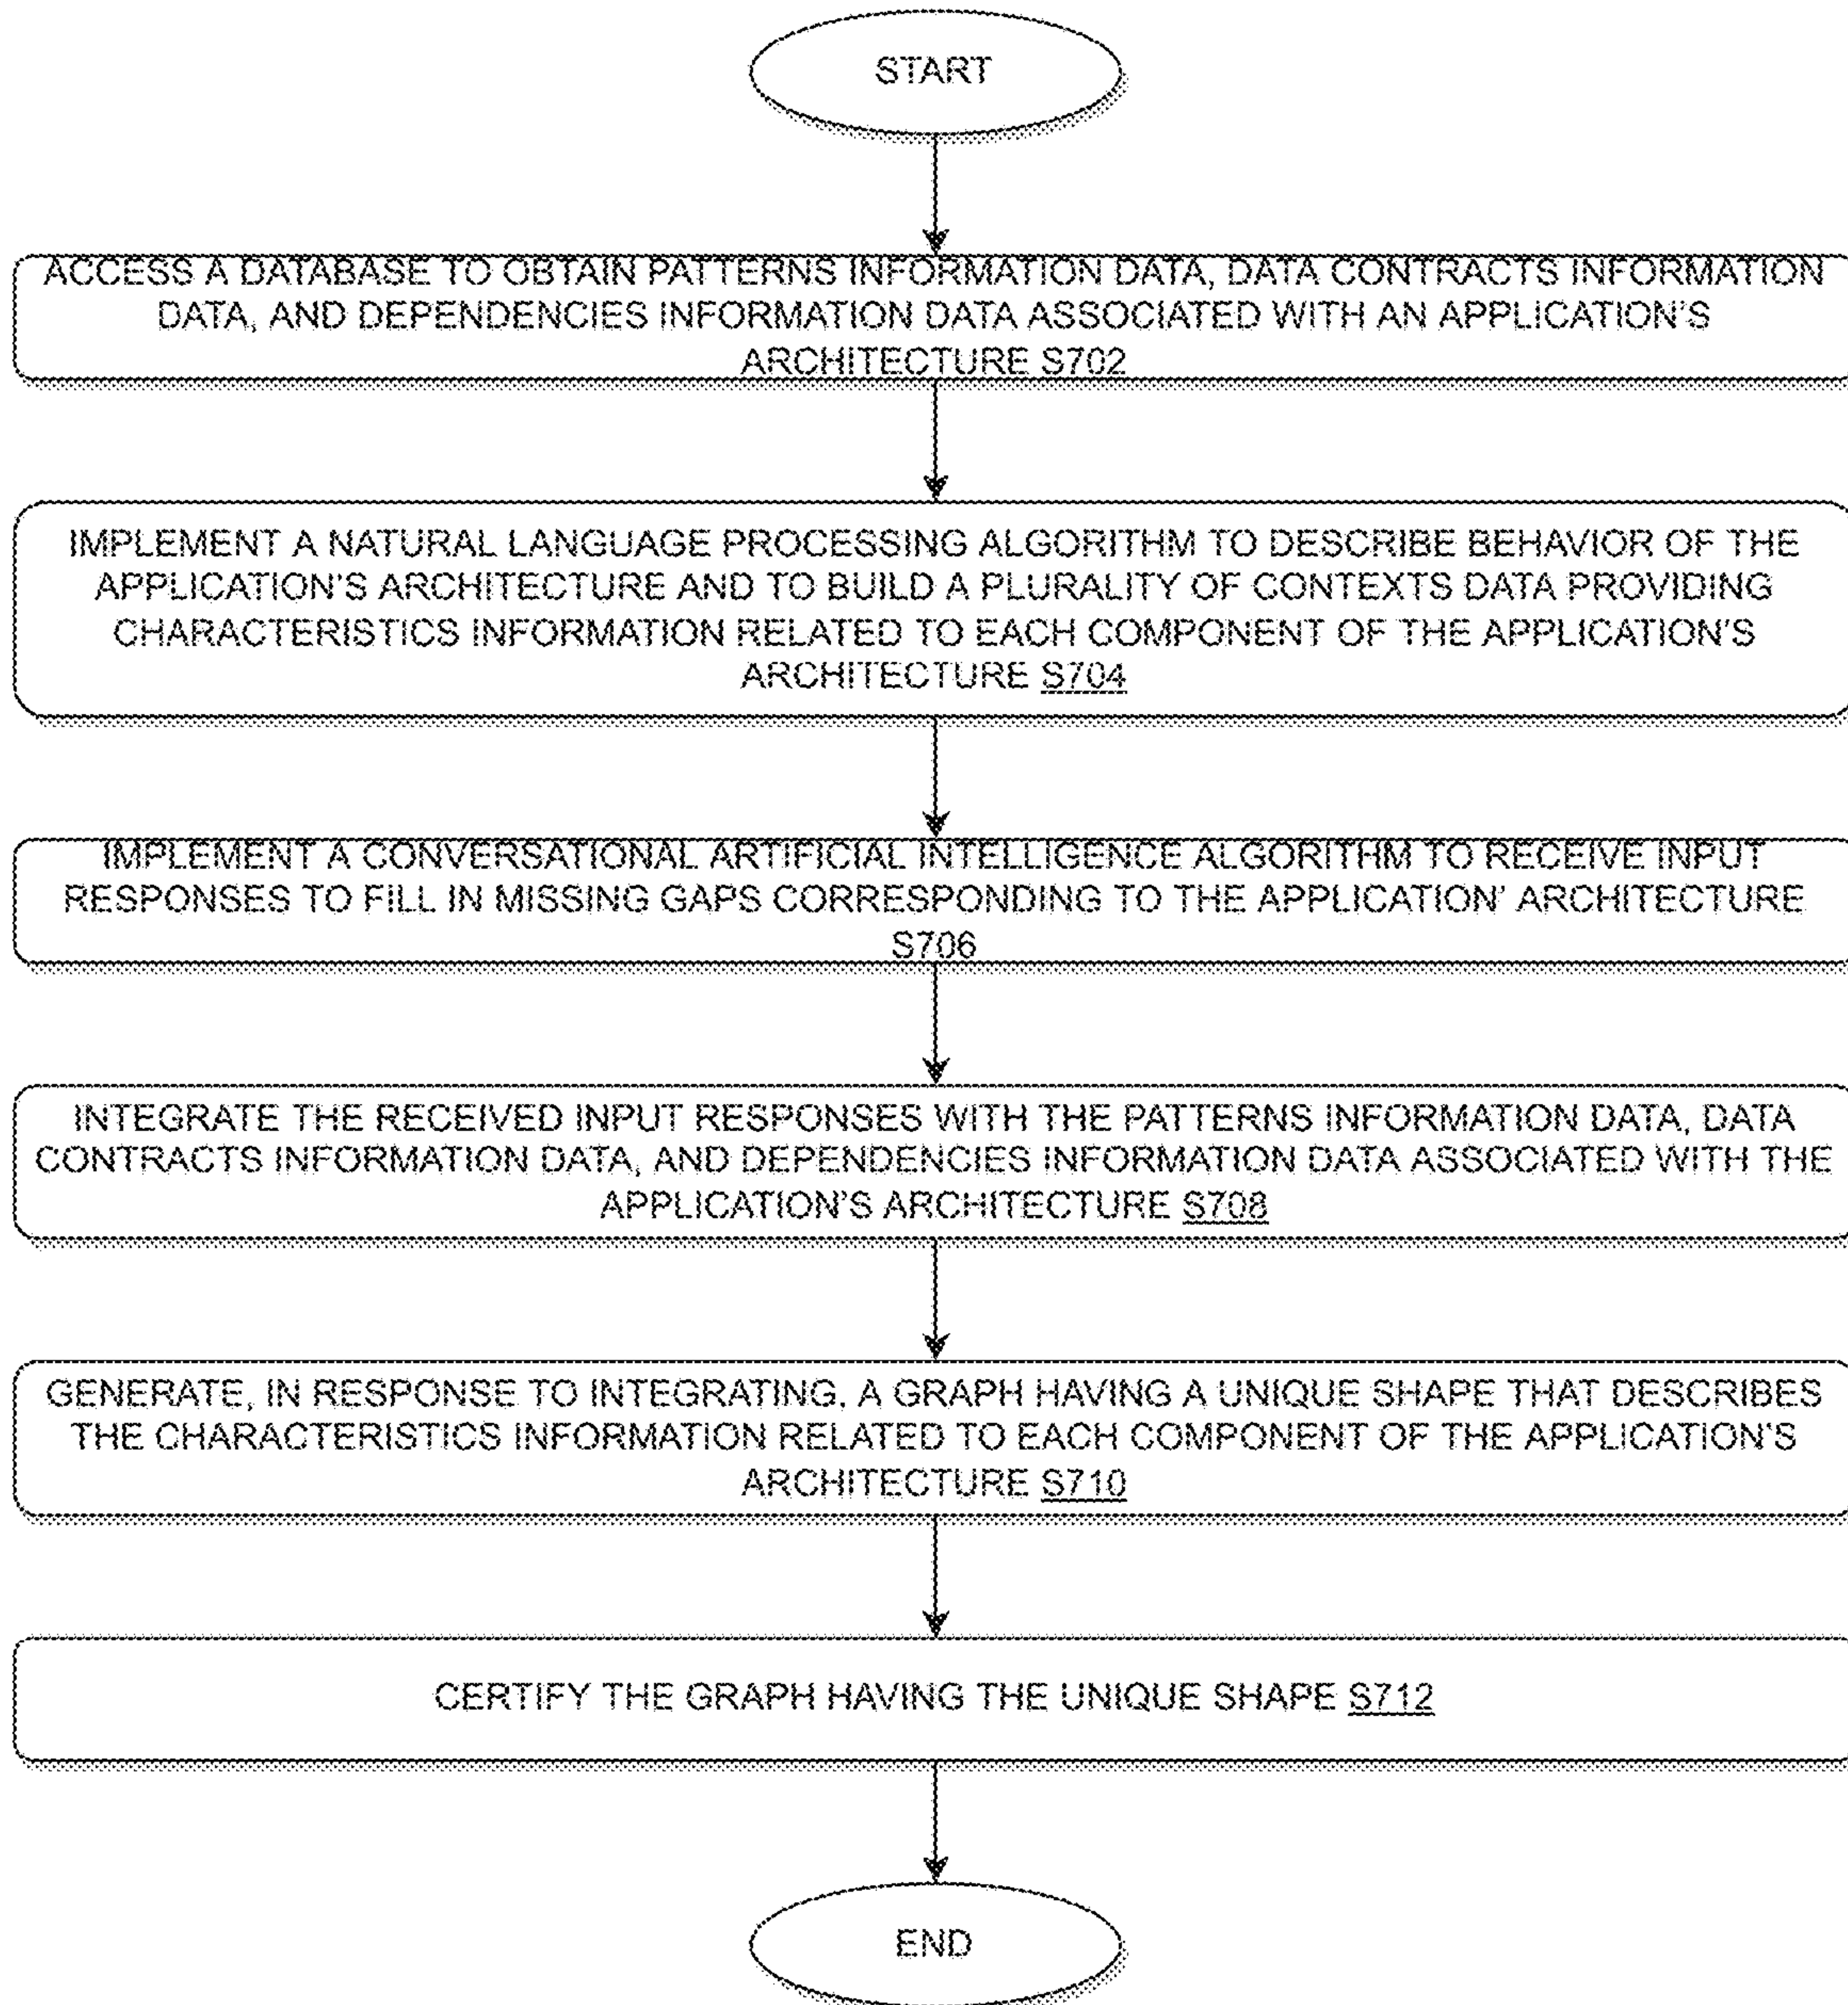 START
ACCESS A DATABASE TO OBTAIN PATTERNS INFORMATION DATA, DATA CONTRACTS INFORMATION
DATA, AND DEPENDENCIES INFORMATION DATA ASSOCIATED WITH AN APPLICATION'S
ARCHITECTURE S702
IMPLEMENT A NATURAL LANGUAGE PROCESSING ALGORITHM TO DESCRIBE BEHAVIOR OF THE
APPLICATION'S ARCHITECTURE AND TO BUILD A PLURALITY OF CONTEXTS DATA PROVIDING
CHARACTERISTICS INFORMATION RELATED TO EACH COMPONENT OF THE APPLICATION'S
ARCHITECTURE S704
IMPLEMENT A CONVERSATIONAL ARTIFICIAL INTELLIGENCE ALGORITHM TO RECEIVE INPUT
RESPONSES TO FILL IN MISSING GAPS CORRESPONDING TO THE APPLICATION' ARCHITECTURE
S706
INTEGRATE THE RECEIVED INPUT RESPONSES WITH THE PATTERNS INFORMATION DATA, DATA
CONTRACTS INFORMATION DATA, AND DEPENDENCIES INFORMATION DATA ASSOCIATED WITH THE
APPLICATION'S ARCHITECTURE S708
GENERATE, IN RESPONSE TO INTEGRATING, A GRAPH HAVING A UNIQUE SHAPE THAT DESCRIBES
THE CHARACTERISTICS INFORMATION RELATED TO EACH COMPONENT OF THE APPLICATION'S
ARCHITECTURE S710
CERTIFY THE GRAPH HAVING THE UNIQUE SHAPE S712
END